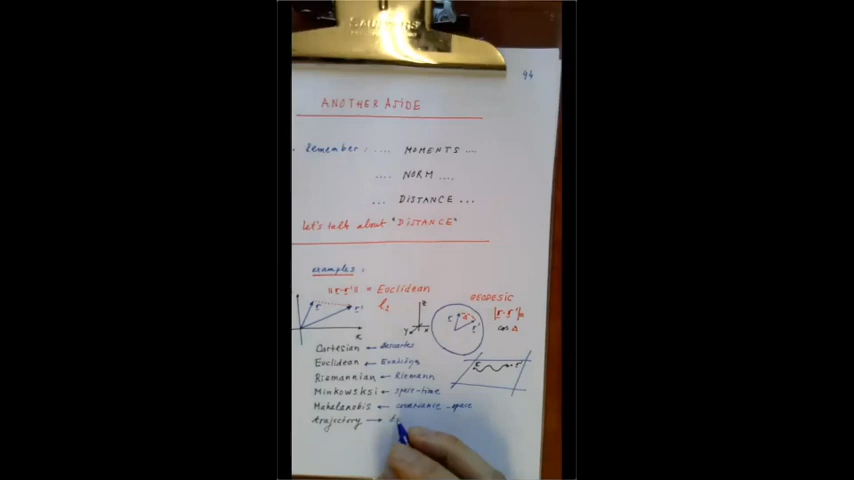 94
ANOTHER ASIDE
Remember : .... MOMENTS ....
.... NORM ....
... DISTANCE ...
Let's talk about "DISTANCE"
examples :
= Euclidean
GEODESIC
z
y x
cos Δ
Cartesian ← Descartes
Euclidean ←
Riemannian ← Riemann
Minkowski ← space-time
Mahalanobis ← covariance-space
trajectory →